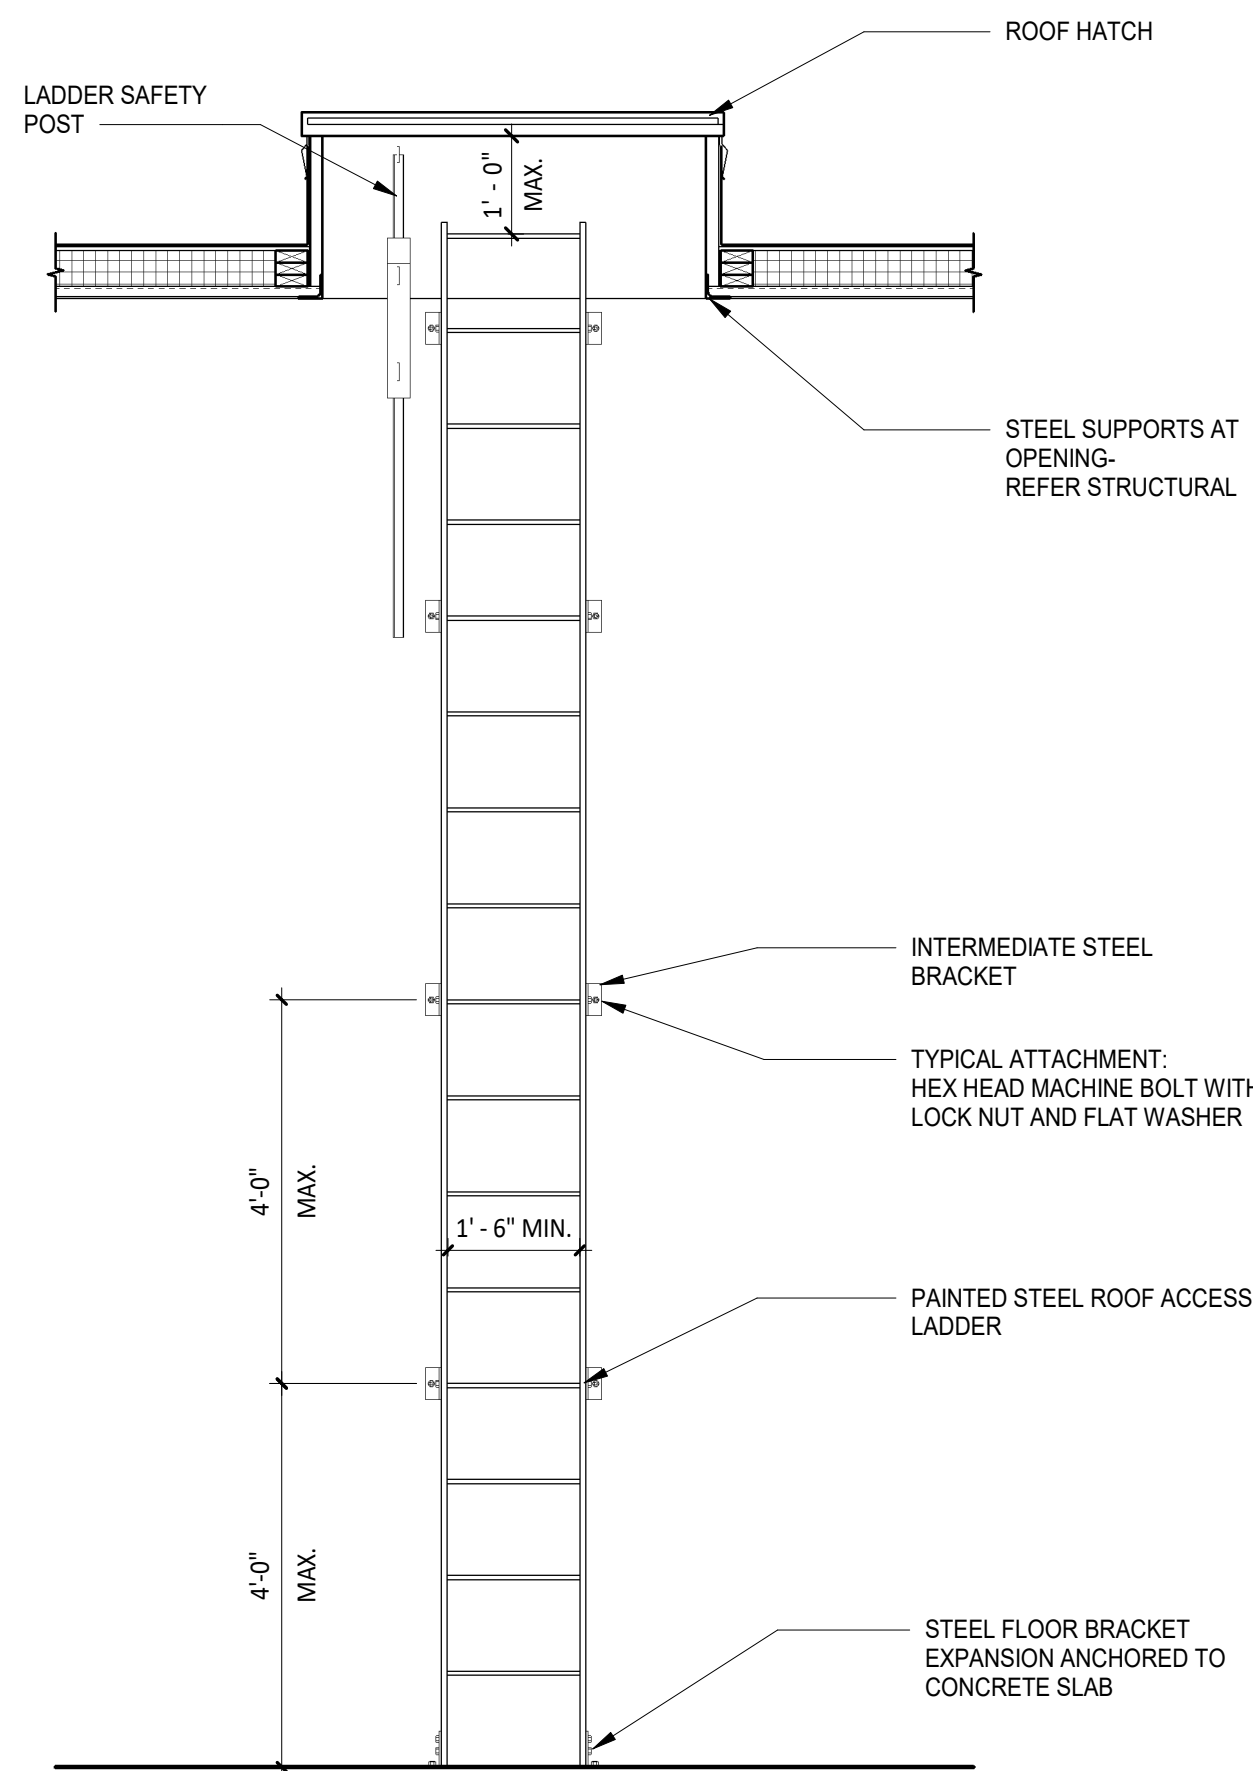 ROOF HATCH
LADDER SAFETY
POST
1' - 0"
MAX.
STEEL SUPPORTS AT
OPENING-
REFER STRUCTURAL
INTERMEDIATE STEEL
BRACKET
TYPICAL ATTACHMENT:
HEX HEAD MACHINE BOLT WITH
LOCK NUT AND FLAT WASHER
4'-0"
MAX.
1' - 6" MIN.
PAINTED STEEL ROOF ACCESS
LADDER
4'-0"
MAX.
STEEL FLOOR BRACKET
EXPANSION ANCHORED TO
CONCRETE SLAB